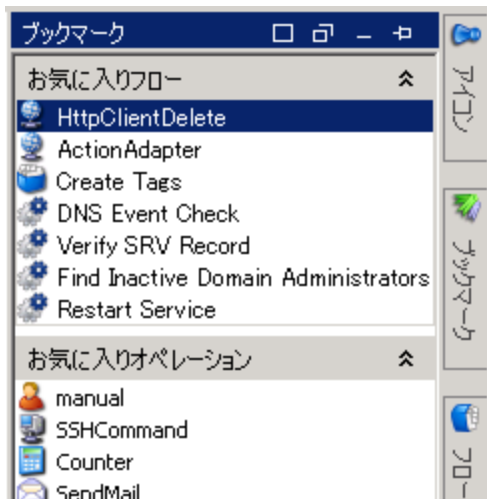 ブックマーク
お気に入りフロー
HttpClientDelete
ActionAdapter
Create Tags
DNS Event Check
Verify SRV Record
Find Inactive Domain Administrators
Restart Service
お気に入りオペレーション
manual
SSHCommand
Counter
SendMail
アイコン
ブックマーク
フロー